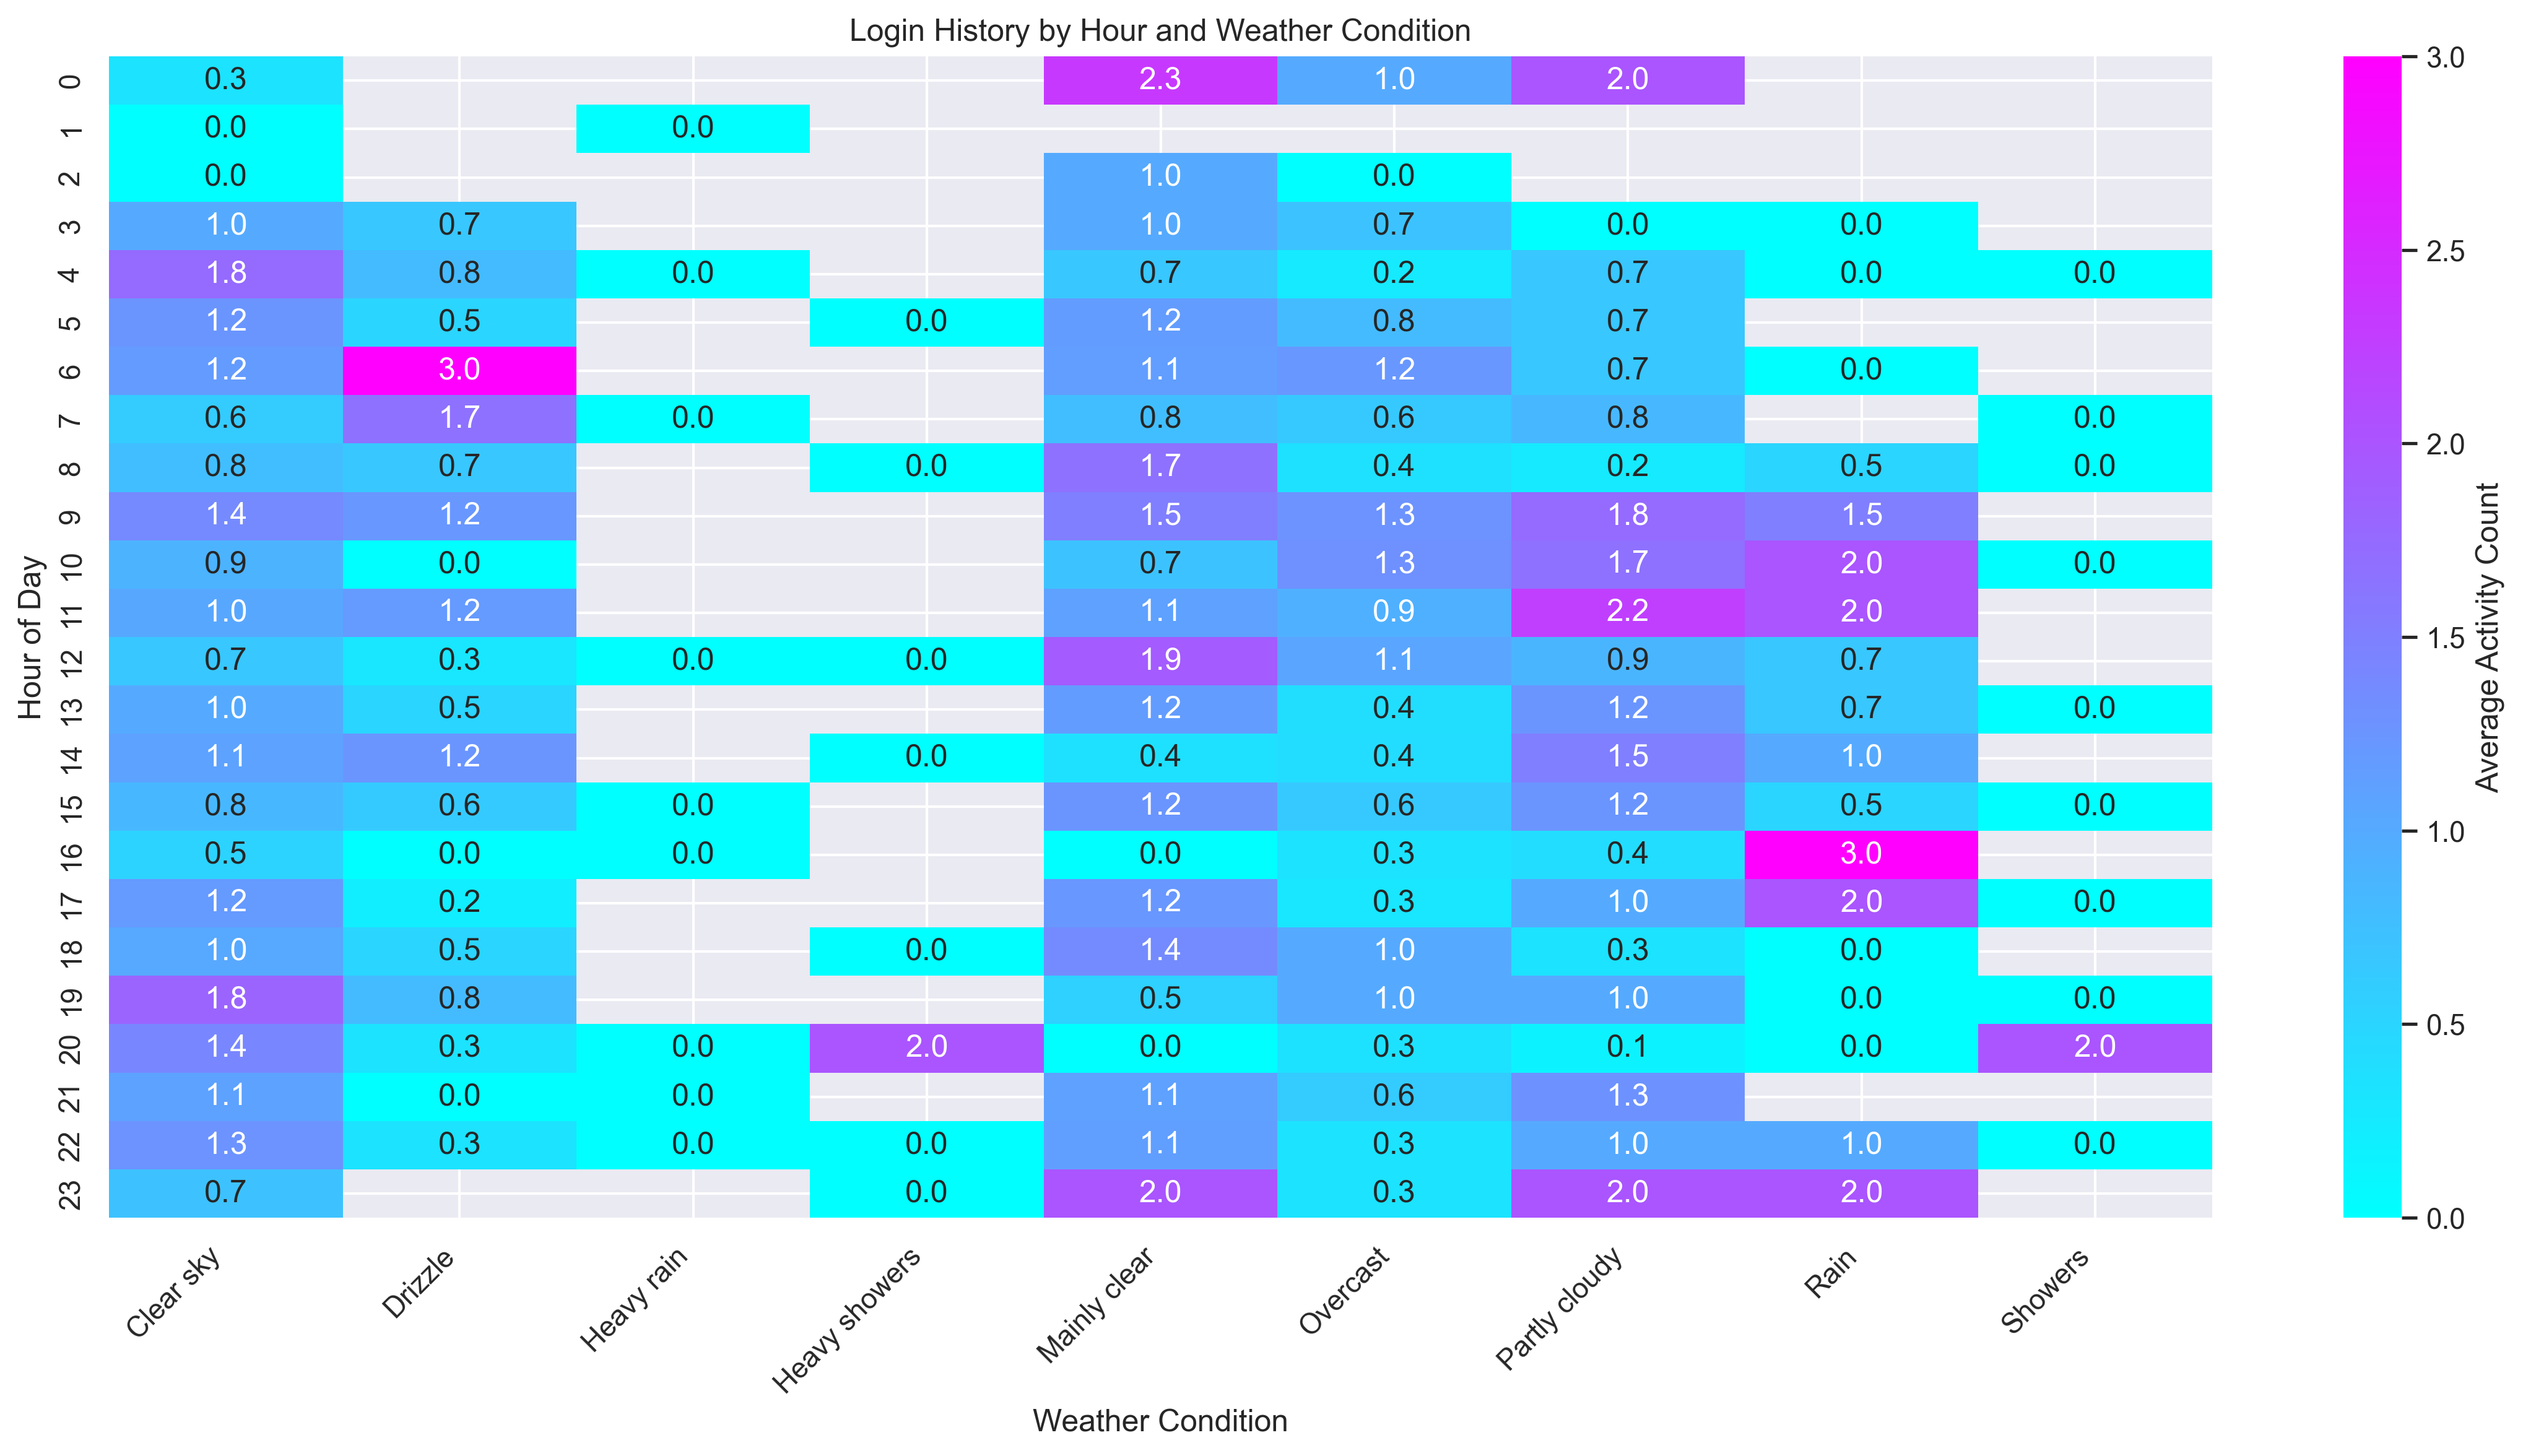 Login History by Hour and Weather Condition
0 0.3 2.3 1.0 2.0
1 0.0 0.0
2 0.0 1.0 0.0
3 1.0 0.7 1.0 0.7 0.0 0.0
4 1.8 0.8 0.0 0.7 0.2 0.7 0.0 0.0
5 1.2 0.5 0.0 1.2 0.8 0.7
6 1.2 3.0 1.1 1.2 0.7 0.0
7 0.6 1.7 0.0 0.8 0.6 0.8 0.0
8 0.8 0.7 0.0 1.7 0.4 0.2 0.5 0.0
9 1.4 1.2 1.5 1.3 1.8 1.5
10 0.9 0.0 0.7 1.3 1.7 2.0 0.0
11 1.0 1.2 1.1 0.9 2.2 2.0
12 0.7 0.3 0.0 0.0 1.9 1.1 0.9 0.7
13 1.0 0.5 1.2 0.4 1.2 0.7 0.0
14 1.1 1.2 0.0 0.4 0.4 1.5 1.0
15 0.8 0.6 0.0 1.2 0.6 1.2 0.5 0.0
16 0.5 0.0 0.0 0.0 0.3 0.4 3.0
17 1.2 0.2 1.2 0.3 1.0 2.0 0.0
18 1.0 0.5 0.0 1.4 1.0 0.3 0.0
19 1.8 0.8 0.5 1.0 1.0 0.0 0.0
20 1.4 0.3 0.0 2.0 0.0 0.3 0.1 0.0 2.0
21 1.1 0.0 0.0 1.1 0.6 1.3
22 1.3 0.3 0.0 0.0 1.1 0.3 1.0 1.0 0.0
23 0.7 0.0 2.0 0.3 2.0 2.0
Hour of Day
Clear sky
Drizzle
Heavy rain
Heavy showers
Mainly clear
Overcast
Partly cloudy
Rain
Showers
Weather Condition
3.0
2.5
2.0
1.5
1.0
0.5
0.0
Average Activity Count